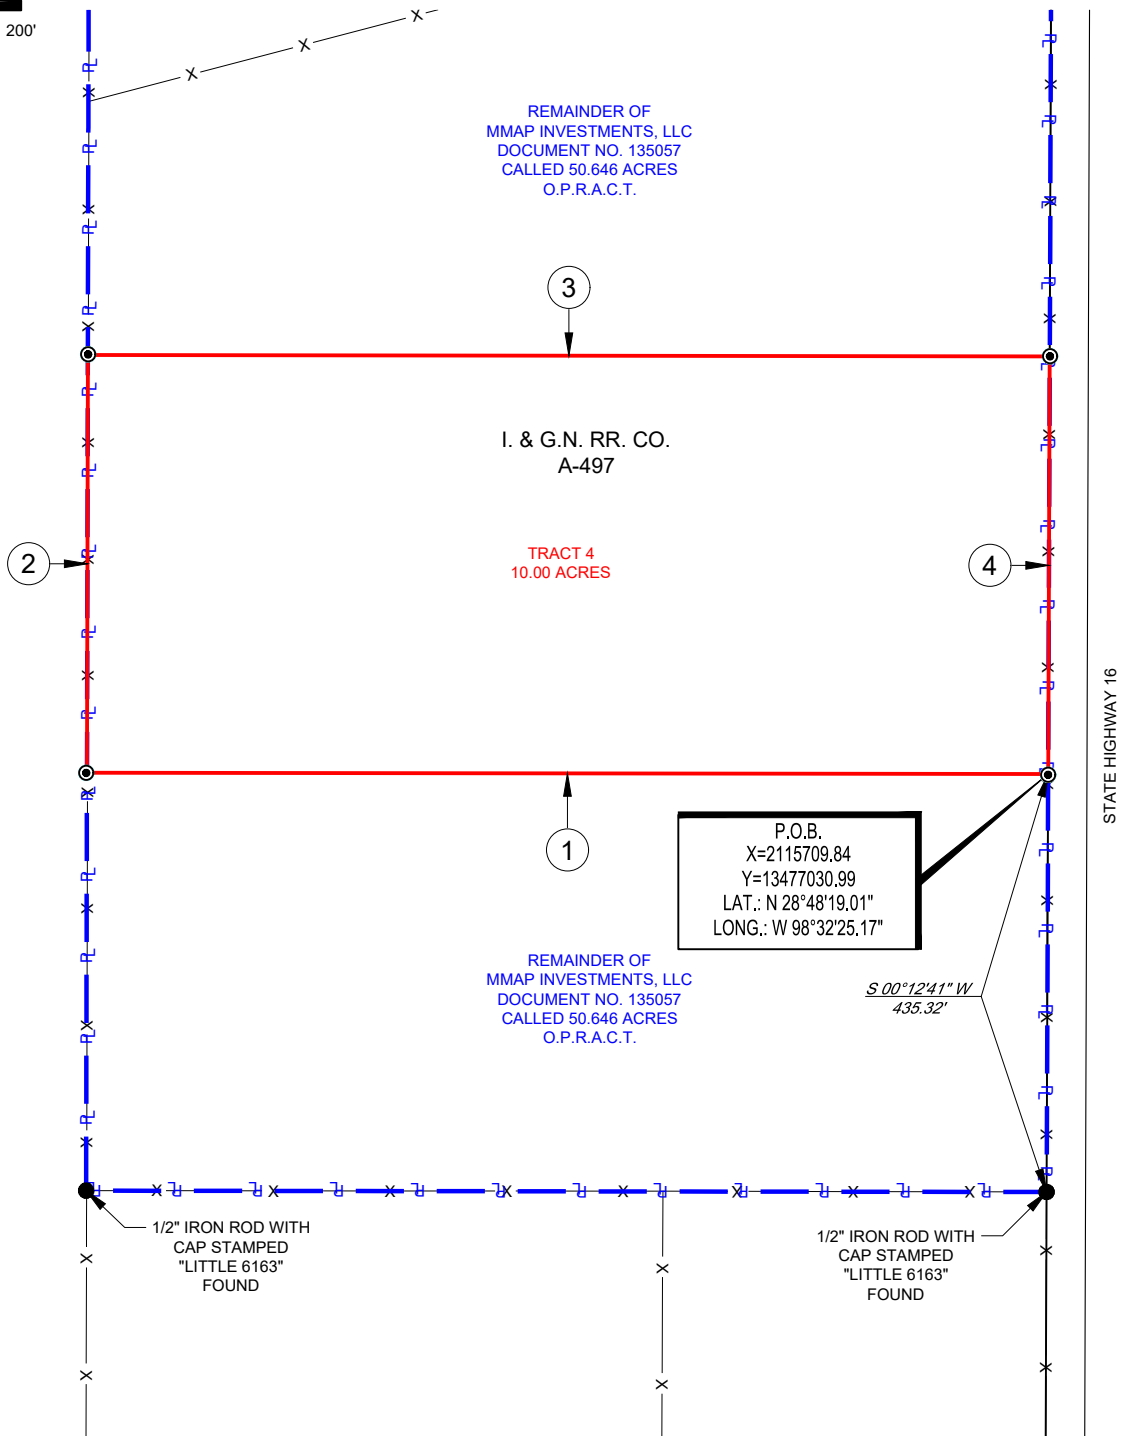 200'
REMAINDER OF
MMAP INVESTMENTS, LLC
DOCUMENT NO. 135057
CALLED 50.646 ACRES
O.P.R.A.C.T.
3
I. & G.N. RR. CO.
A-497
TRACT 4
10.00 ACRES
2
4
STATE HIGHWAY 16
1
P.O.B.
X=2115709.84
Y=13477030.99
LAT.: N 28°48'19.01"
LONG.: W 98°32'25.17"
REMAINDER OF
MMAP INVESTMENTS, LLC
DOCUMENT NO. 135057
CALLED 50.646 ACRES
O.P.R.A.C.T.
S 00°12'41" W
435.32'
1/2" IRON ROD WITH
CAP STAMPED
"LITTLE 6163"
FOUND
1/2" IRON ROD WITH
CAP STAMPED
"LITTLE 6163"
FOUND